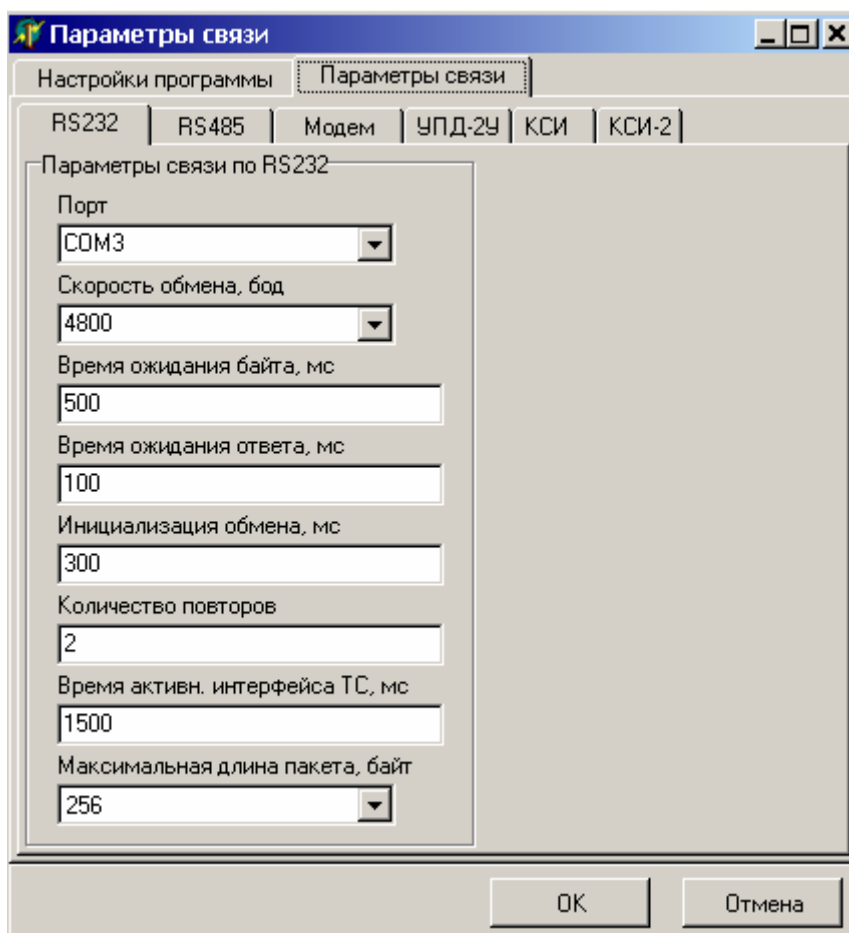 Параметры связи
Настройки программы Параметры связи
RS232 RS485 Модем УПД-2У КСИ КСИ-2
Параметры связи по RS232
Порт
COM3
Скорость обмена, бод
4800
Время ожидания байта, мс
500
Время ожидания ответа, мс
100
Инициализация обмена, мс
300
Количество повторов
2
Время активн. интерфейса ТС, мс
1500
Максимальная длина пакета, байт
256
OK Отмена